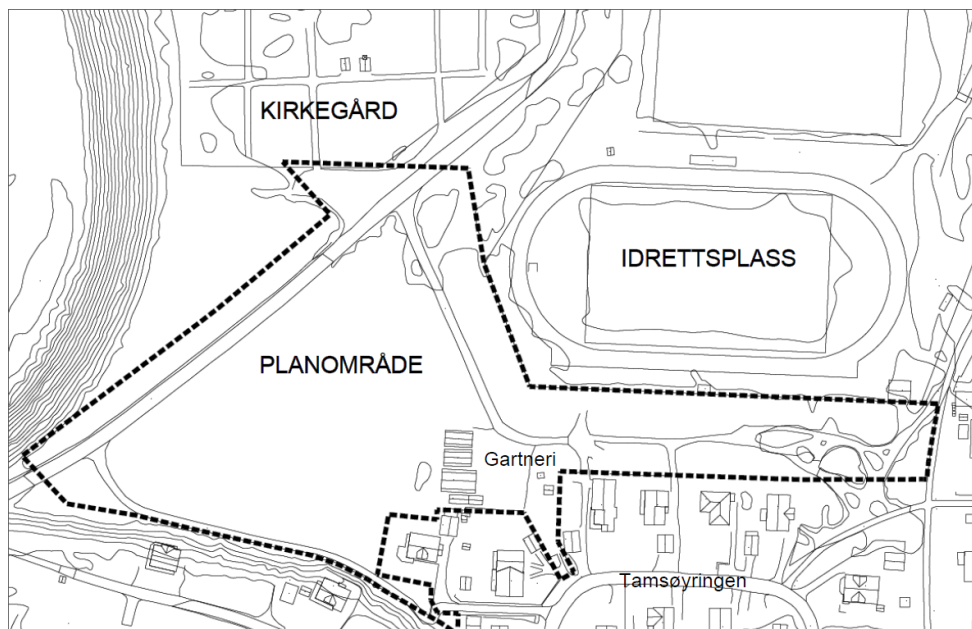 KIRKEGÅRD
IDRETTSPLASS
PLANOMRÅDE
Gartneri
Tamsøyringen